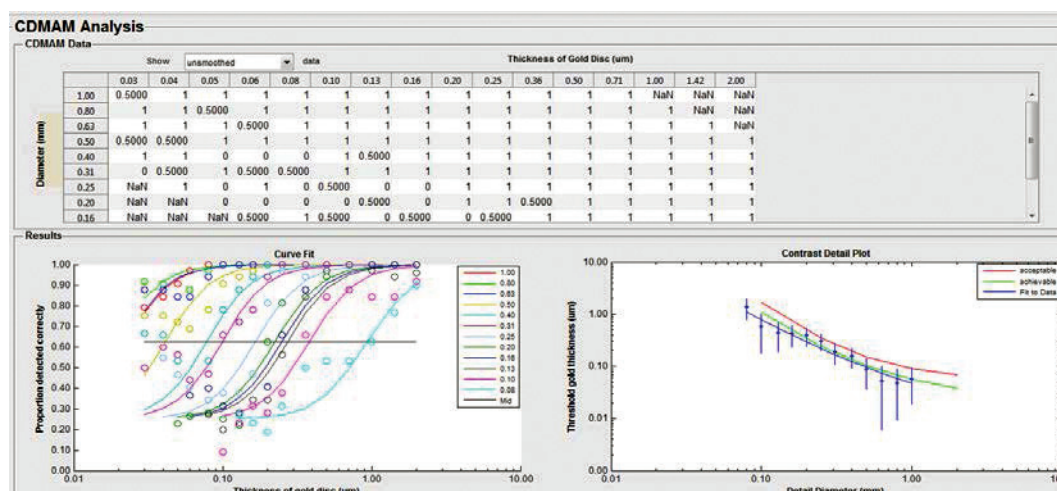 CDMAM Analysis
CDMAM Data
Show unsmoothed data Thickness of Gold Disc (um)
0.03 0.04 0.05 0.06 0.08 0.10 0.13 0.16 0.20 0.25 0.36 0.50 0.71 1.00 1.42 2.00
Diameter (mm)
1.00 0.5000 1 1 1 1 1 1 1 1 1 1 1 1 NaN NaN NaN
0.80 1 1 0.5000 1 1 1 1 1 1 1 1 1 1 1 NaN NaN
0.63 1 1 1 0.5000 1 1 1 1 1 1 1 1 1 1 1 NaN
0.50 0.5000 0.5000 1 1 1 1 1 1 1 1 1 1 1 1 1 1
0.40 1 1 0 0 0 1 0.5000 1 1 1 1 1 1 1 1 1
0.31 0 0.5000 1 0.5000 0.5000 1 1 1 1 1 1 1 1 1 1 1
0.25 NaN 1 0 1 0 0.5000 0 0 1 1 1 1 1 1 1 1
0.20 NaN NaN 0 0 0 0 0.5000 0 1 1 0.5000 1 1 1 1 1
0.16 NaN NaN NaN 0.5000 1 0.5000 0 0.5000 0 0.5000 1 1 1 1 1 1
Results
Curve Fit
Proportion detected correctly
1.00
0.90
0.80
0.70
0.60
0.50
0.40
0.30
0.20
0.10
0.00
0.01 0.10 1.00 10.00
Thickness of gold disc (um)
1.00
0.80
0.63
0.50
0.40
0.31
0.25
0.20
0.16
0.13
0.10
0.08
Mid
Contrast Detail Plot
Threshold gold thickness (um)
10.00
1.00
0.10
0.01
0.00
0.01 0.10 1.00
Detail Diameter (mm)
acceptable
achievable
Fit to Data